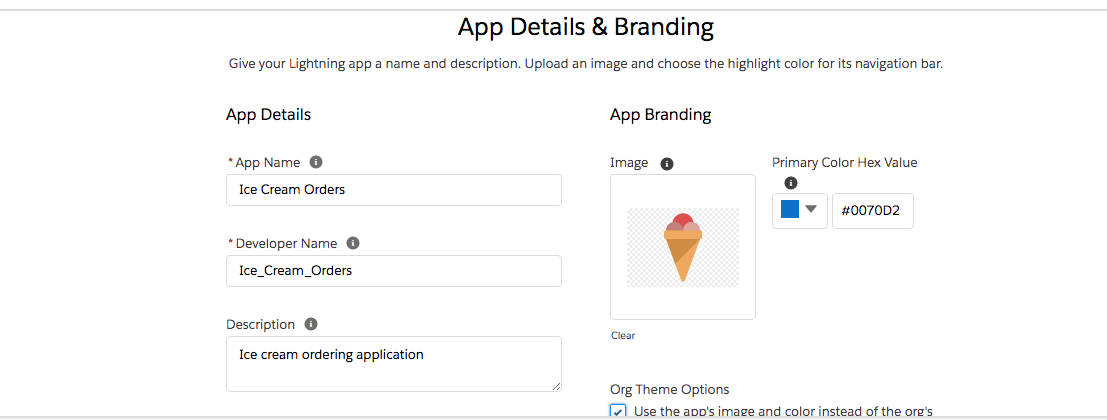 App Details & Branding
Give your Lightning app a name and description. Upload an image and choose the highlight color for its navigation bar.
App Details
* App Name
Ice Cream Orders
* Developer Name
Ice_Cream_Orders
Description
Ice cream ordering application
App Branding
Image
Primary Color Hex Value
#0070D2
Clear
Org Theme Options
Use the app's image and color instead of the org's